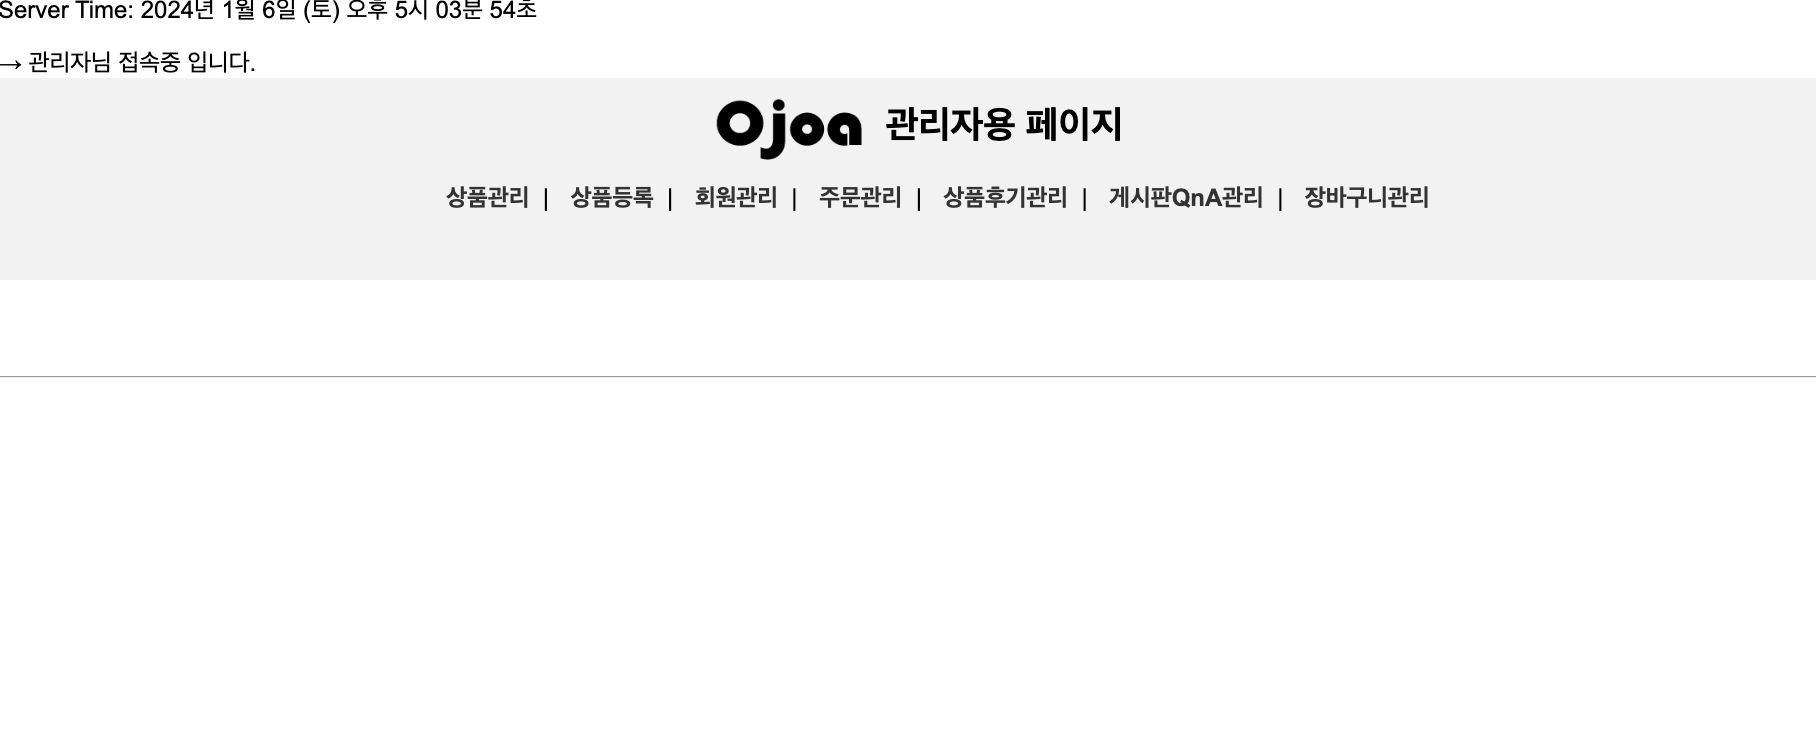 Server Time: 2024년 1월 6일 (토) 오후 5시 03분 54초
→ 관리자님 접속중 입니다.
Ojoa 관리자용 페이지
상품관리 | 상품등록 | 회원관리 | 주문관리 | 상품후기관리 | 게시판QnA관리 | 장바구니관리